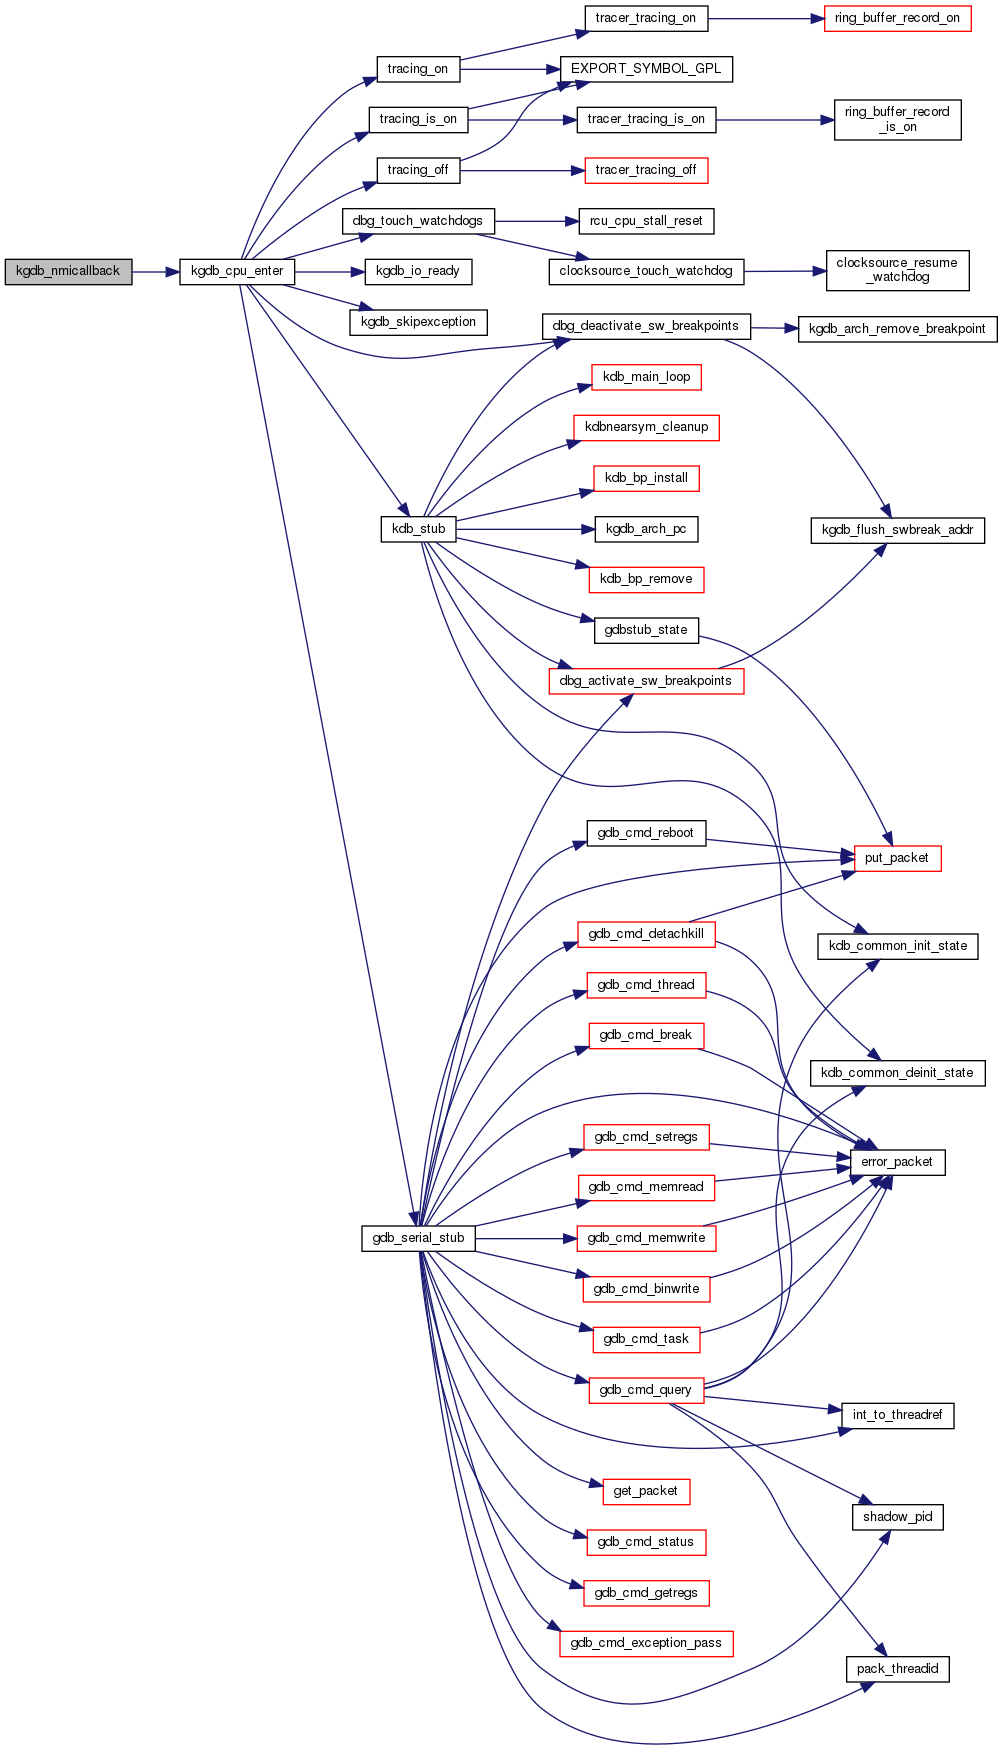 tracer_tracing_on
ring_buffer_record_on
tracing_on
EXPORT_SYMBOL_GPL
tracing_is_on
tracer_tracing_is_on
ring_buffer_record
_is_on
tracing_off
tracer_tracing_off
dbg_touch_watchdogs
rcu_cpu_stall_reset
kgdb_nmicallback
kgdb_cpu_enter
kgdb_io_ready
clocksource_touch_watchdog
clocksource_resume
_watchdog
kgdb_skipexception
dbg_deactivate_sw_breakpoints
kgdb_arch_remove_breakpoint
kdb_main_loop
kdbnearsym_cleanup
kdb_bp_install
kdb_stub
kgdb_arch_pc
kgdb_flush_swbreak_addr
kdb_bp_remove
gdbstub_state
dbg_activate_sw_breakpoints
gdb_cmd_reboot
put_packet
gdb_cmd_detachkill
kdb_common_init_state
gdb_cmd_thread
gdb_cmd_break
kdb_common_deinit_state
gdb_cmd_setregs
error_packet
gdb_cmd_memread
gdb_serial_stub
gdb_cmd_memwrite
gdb_cmd_binwrite
gdb_cmd_task
gdb_cmd_query
int_to_threadref
get_packet
shadow_pid
gdb_cmd_status
gdb_cmd_getregs
gdb_cmd_exception_pass
pack_threadid